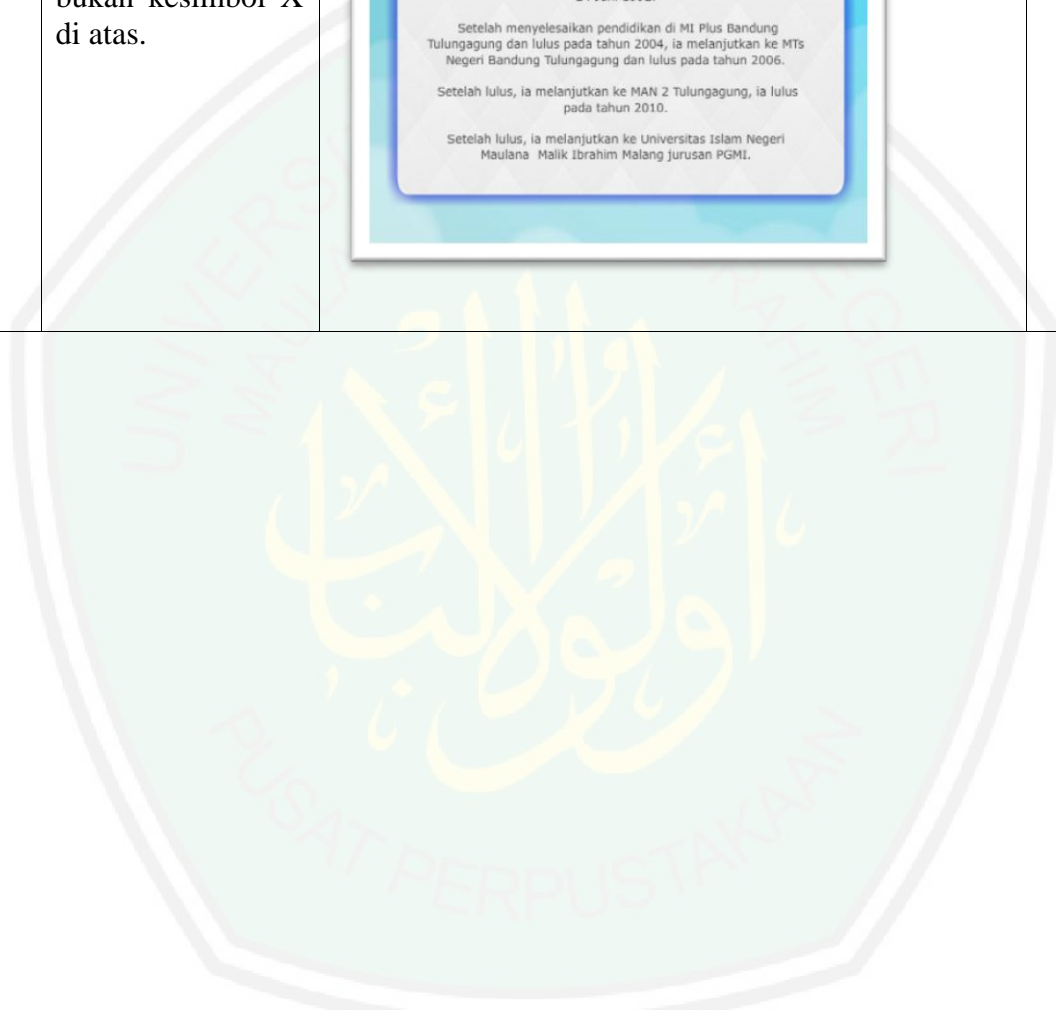 di atas.
Setelah menyelesaikan pendidikan di MI Plus Bandung
Tulungagung dan lulus pada tahun 2004, ia melanjutkan ke MTs
Negeri Bandung Tulungagung dan lulus pada tahun 2006.
Setelah lulus, ia melanjutkan ke MAN 2 Tulungagung, ia lulus
pada tahun 2010.
Setelah lulus, ia melanjutkan ke Universitas Islam Negeri
Maulana Malik Ibrahim Malang jurusan PGMI.
PUSAT PERPUSTAKAAN